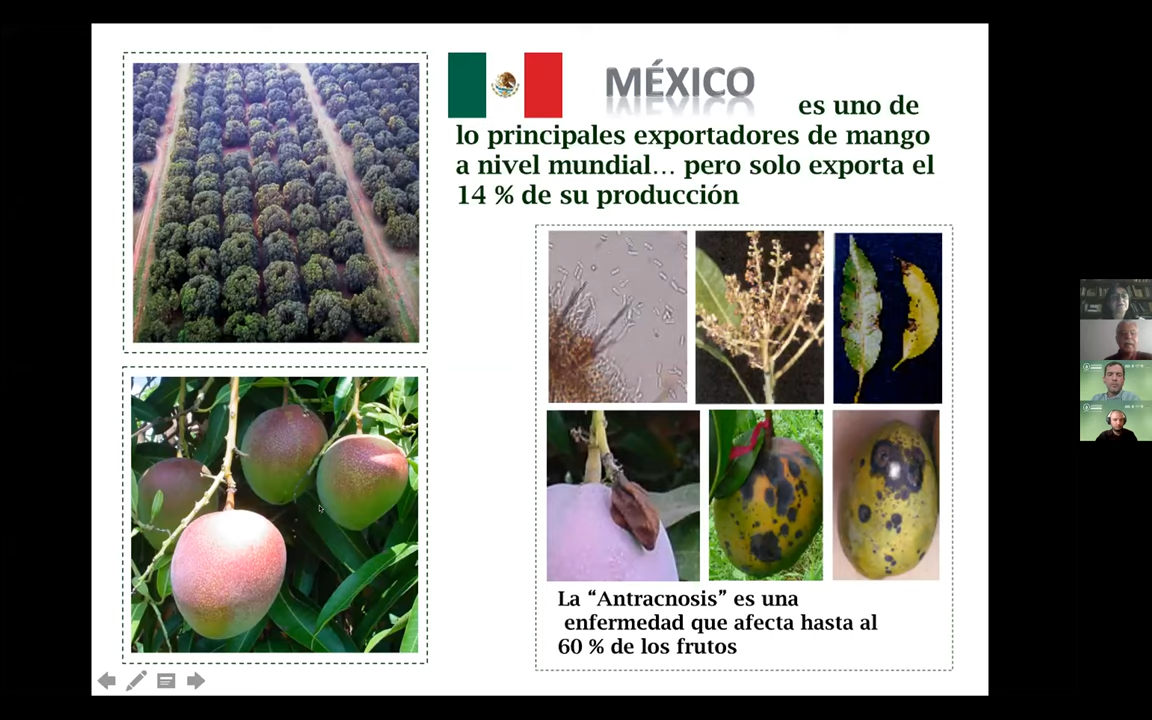 MÉXICO
es uno de
lo principales exportadores de mango
a nivel mundial... pero solo exporta el
14 % de su producción
La “Antracnosis” es una
enfermedad que afecta hasta al
60 % de los frutos